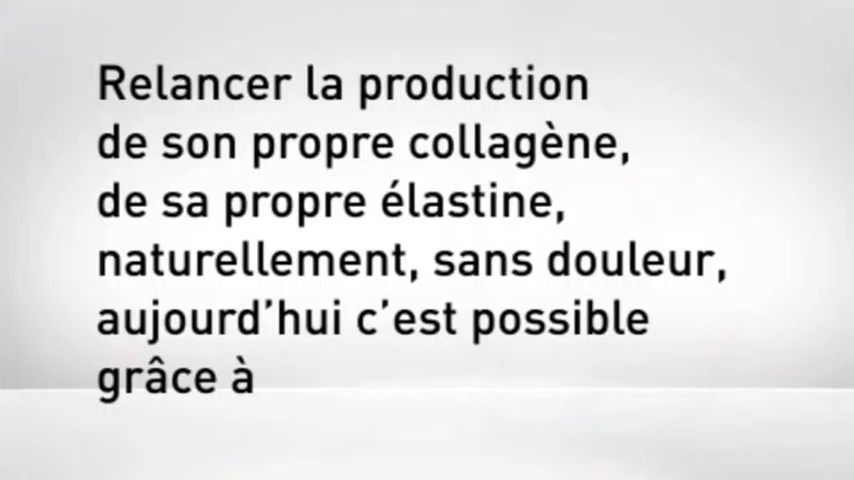 Relancer la production
de son propre collagène,
de sa propre élastine,
naturellement, sans douleur,
aujourd’hui c’est possible
grâce à